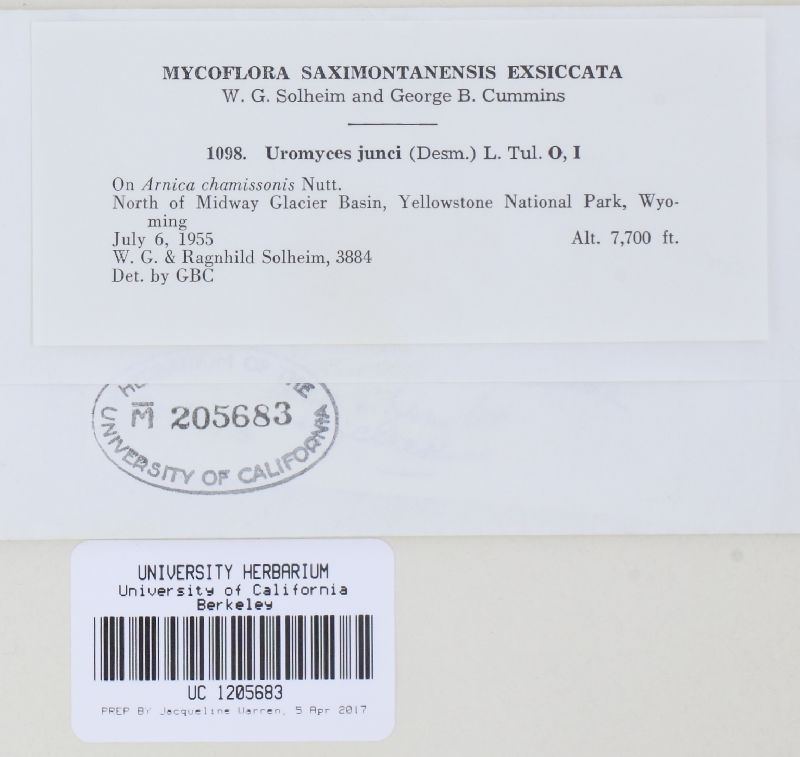 MYCOFLORA SAXIMONTANENSIS EXSICCATA
W. G. Solheim and George B. Cummins
1098. Uromyces junci (Desm.) L. Tul. O, I
On Arnica chamissonis Nutt.
North of Midway Glacier Basin, Yellowstone National Park, Wyo-
ming
July 6, 1955 Alt. 7,700 ft.
W. G. & Ragnhild Solheim, 3884
Det. by GBC
M 205683
UNIVERSITY OF CALIFORNIA
UNIVERSITY HERBARIUM
University of California
Berkeley
UC 1205683
PREP BY Jacqueline Warren, 5 Apr 2017